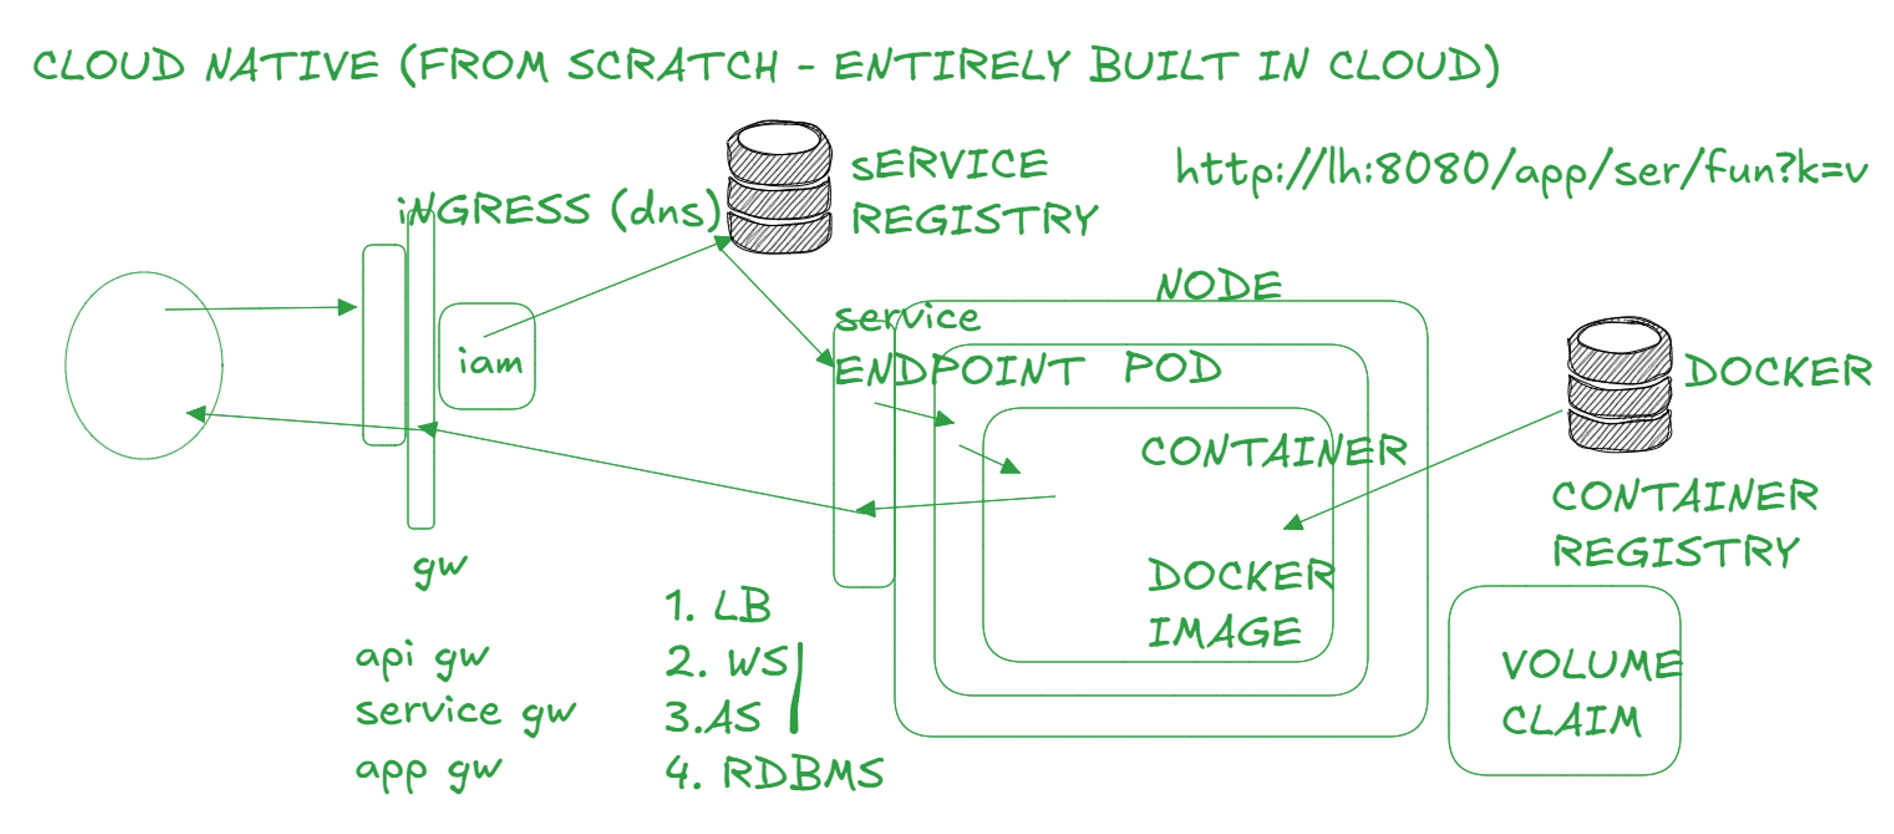 CLOUD NATIVE (FROM SCRATCH - ENTIRELY BUILT IN CLOUD)
sERVICE
REGISTRY
http://lh:8080/app/ser/fun?k=v
iNGRESS (dns)
NODE
service
ENDPOINT
POD
iam
DOCKER
CONTAINER
CONTAINER
REGISTRY
gw
DOCKER
IMAGE
1. LB
2. WS
3.AS
4. RDBMS
api gw
service gw
app gw
VOLUME
CLAIM